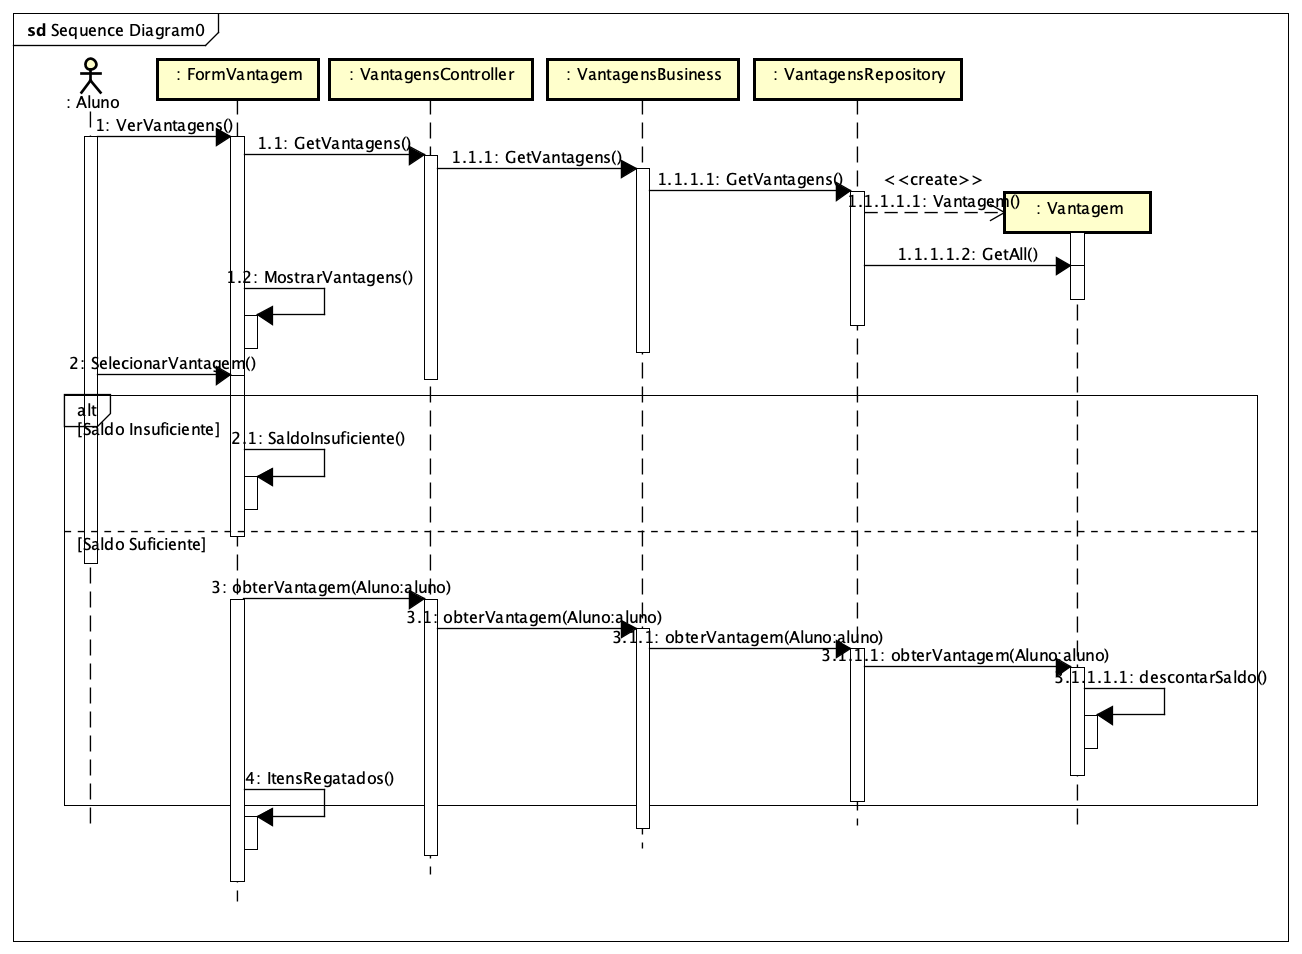 sd Sequence Diagram0
: Aluno
: FormVantagem
: VantagensController
: VantagensBusiness
: VantagensRepository
1: VerVantagens()
1.1: GetVantagens()
1.1.1: GetVantagens()
1.1.1.1: GetVantagens()
<<create>>
1.1.1.1.1: Vantagem()
: Vantagem
1.1.1.1.2: GetAll()
1.2: MostrarVantagens()
2: SelecionarVantagem()
alt
[Saldo Insuficiente]
2.1: SaldoInsuficiente()
[Saldo Suficiente]
3: obterVantagem(Aluno:aluno)
3.1: obterVantagem(Aluno:aluno)
3.1.1: obterVantagem(Aluno:aluno)
3.1.1.1: obterVantagem(Aluno:aluno)
3.1.1.1.1: descontarSaldo()
4: ItensRegatados()